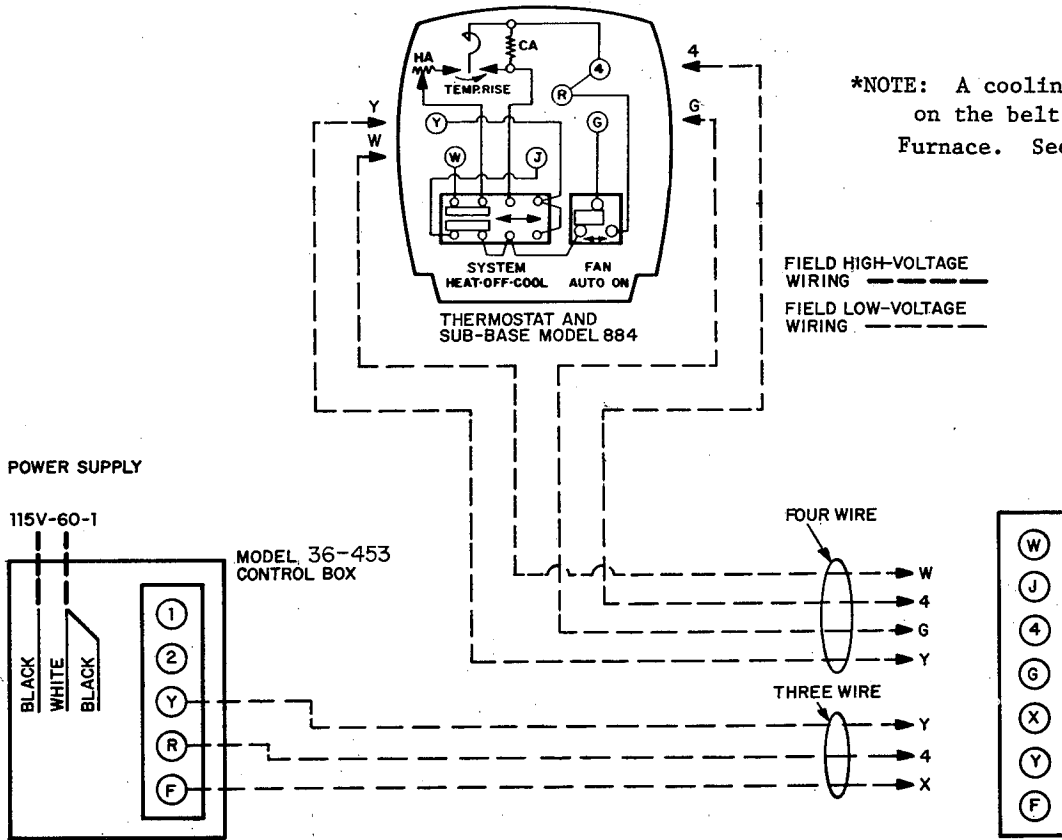 HA
CA
TEMP.RISE
4
R
Y
G
W
J
SYSTEM
HEAT-OFF-COOL
FAN
AUTO ON
THERMOSTAT AND
SUB-BASE MODEL 884
Y
W
4
G
*NOTE: A coolin
on the belt
Furnace. See
FIELD HIGH-VOLTAGE
WIRING
FIELD LOW-VOLTAGE
WIRING
POWER SUPPLY
115V-60-1
MODEL 36-453
CONTROL BOX
BLACK
WHITE
BLACK
1
2
Y
R
F
FOUR WIRE
W
4
G
Y
THREE WIRE
Y
4
X
W
J
4
G
X
Y
F